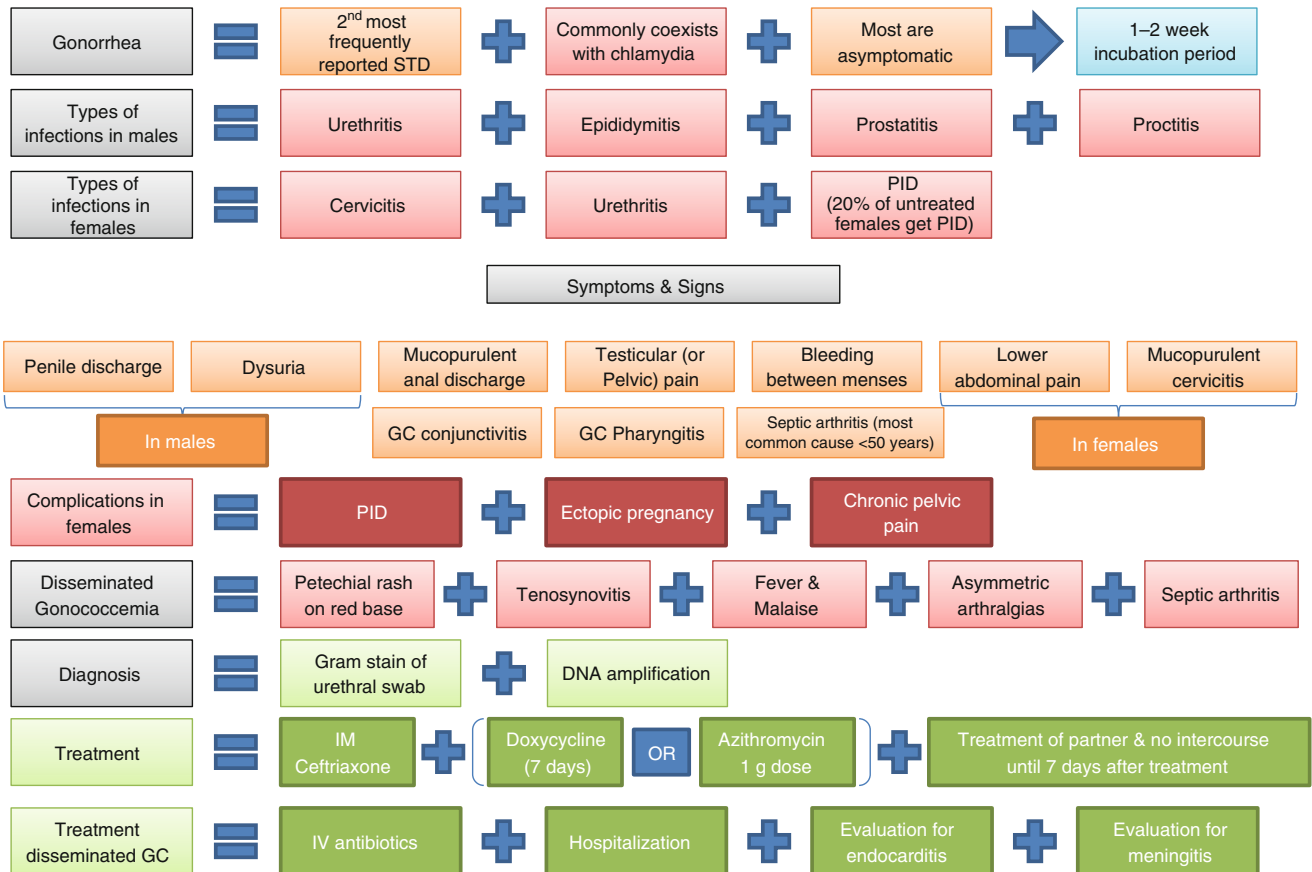 Gonorrhea
2nd most
frequently
reported STD
Commonly coexists
with chlamydia
Most are
asymptomatic
1–2 week
incubation period
Types of
infections in males
Urethritis
Epididymitis
Prostatitis
Proctitis
Types of
infections in
females
Cervicitis
Urethritis
PID
(20% of untreated
females get PID)
Symptoms & Signs
Penile discharge
Dysuria
Mucopurulent
anal discharge
Testicular (or
Pelvic) pain
Bleeding
between menses
Lower
abdominal pain
Mucopurulent
cervicitis
In males
GC conjunctivitis
GC Pharyngitis
Septic arthritis (most
common cause <50 years)
In females
Complications in
females
PID
Ectopic pregnancy
Chronic pelvic
pain
Disseminated
Gonococcemia
Petechial rash
on red base
Tenosynovitis
Fever &
Malaise
Asymmetric
arthralgias
Septic arthritis
Diagnosis
Gram stain of
urethral swab
DNA amplification
Treatment
IM
Ceftriaxone
Doxycycline
(7 days)
OR
Azithromycin
1 g dose
Treatment of partner & no intercourse
until 7 days after treatment
Treatment
disseminated GC
IV antibiotics
Hospitalization
Evaluation for
endocarditis
Evaluation for
meningitis